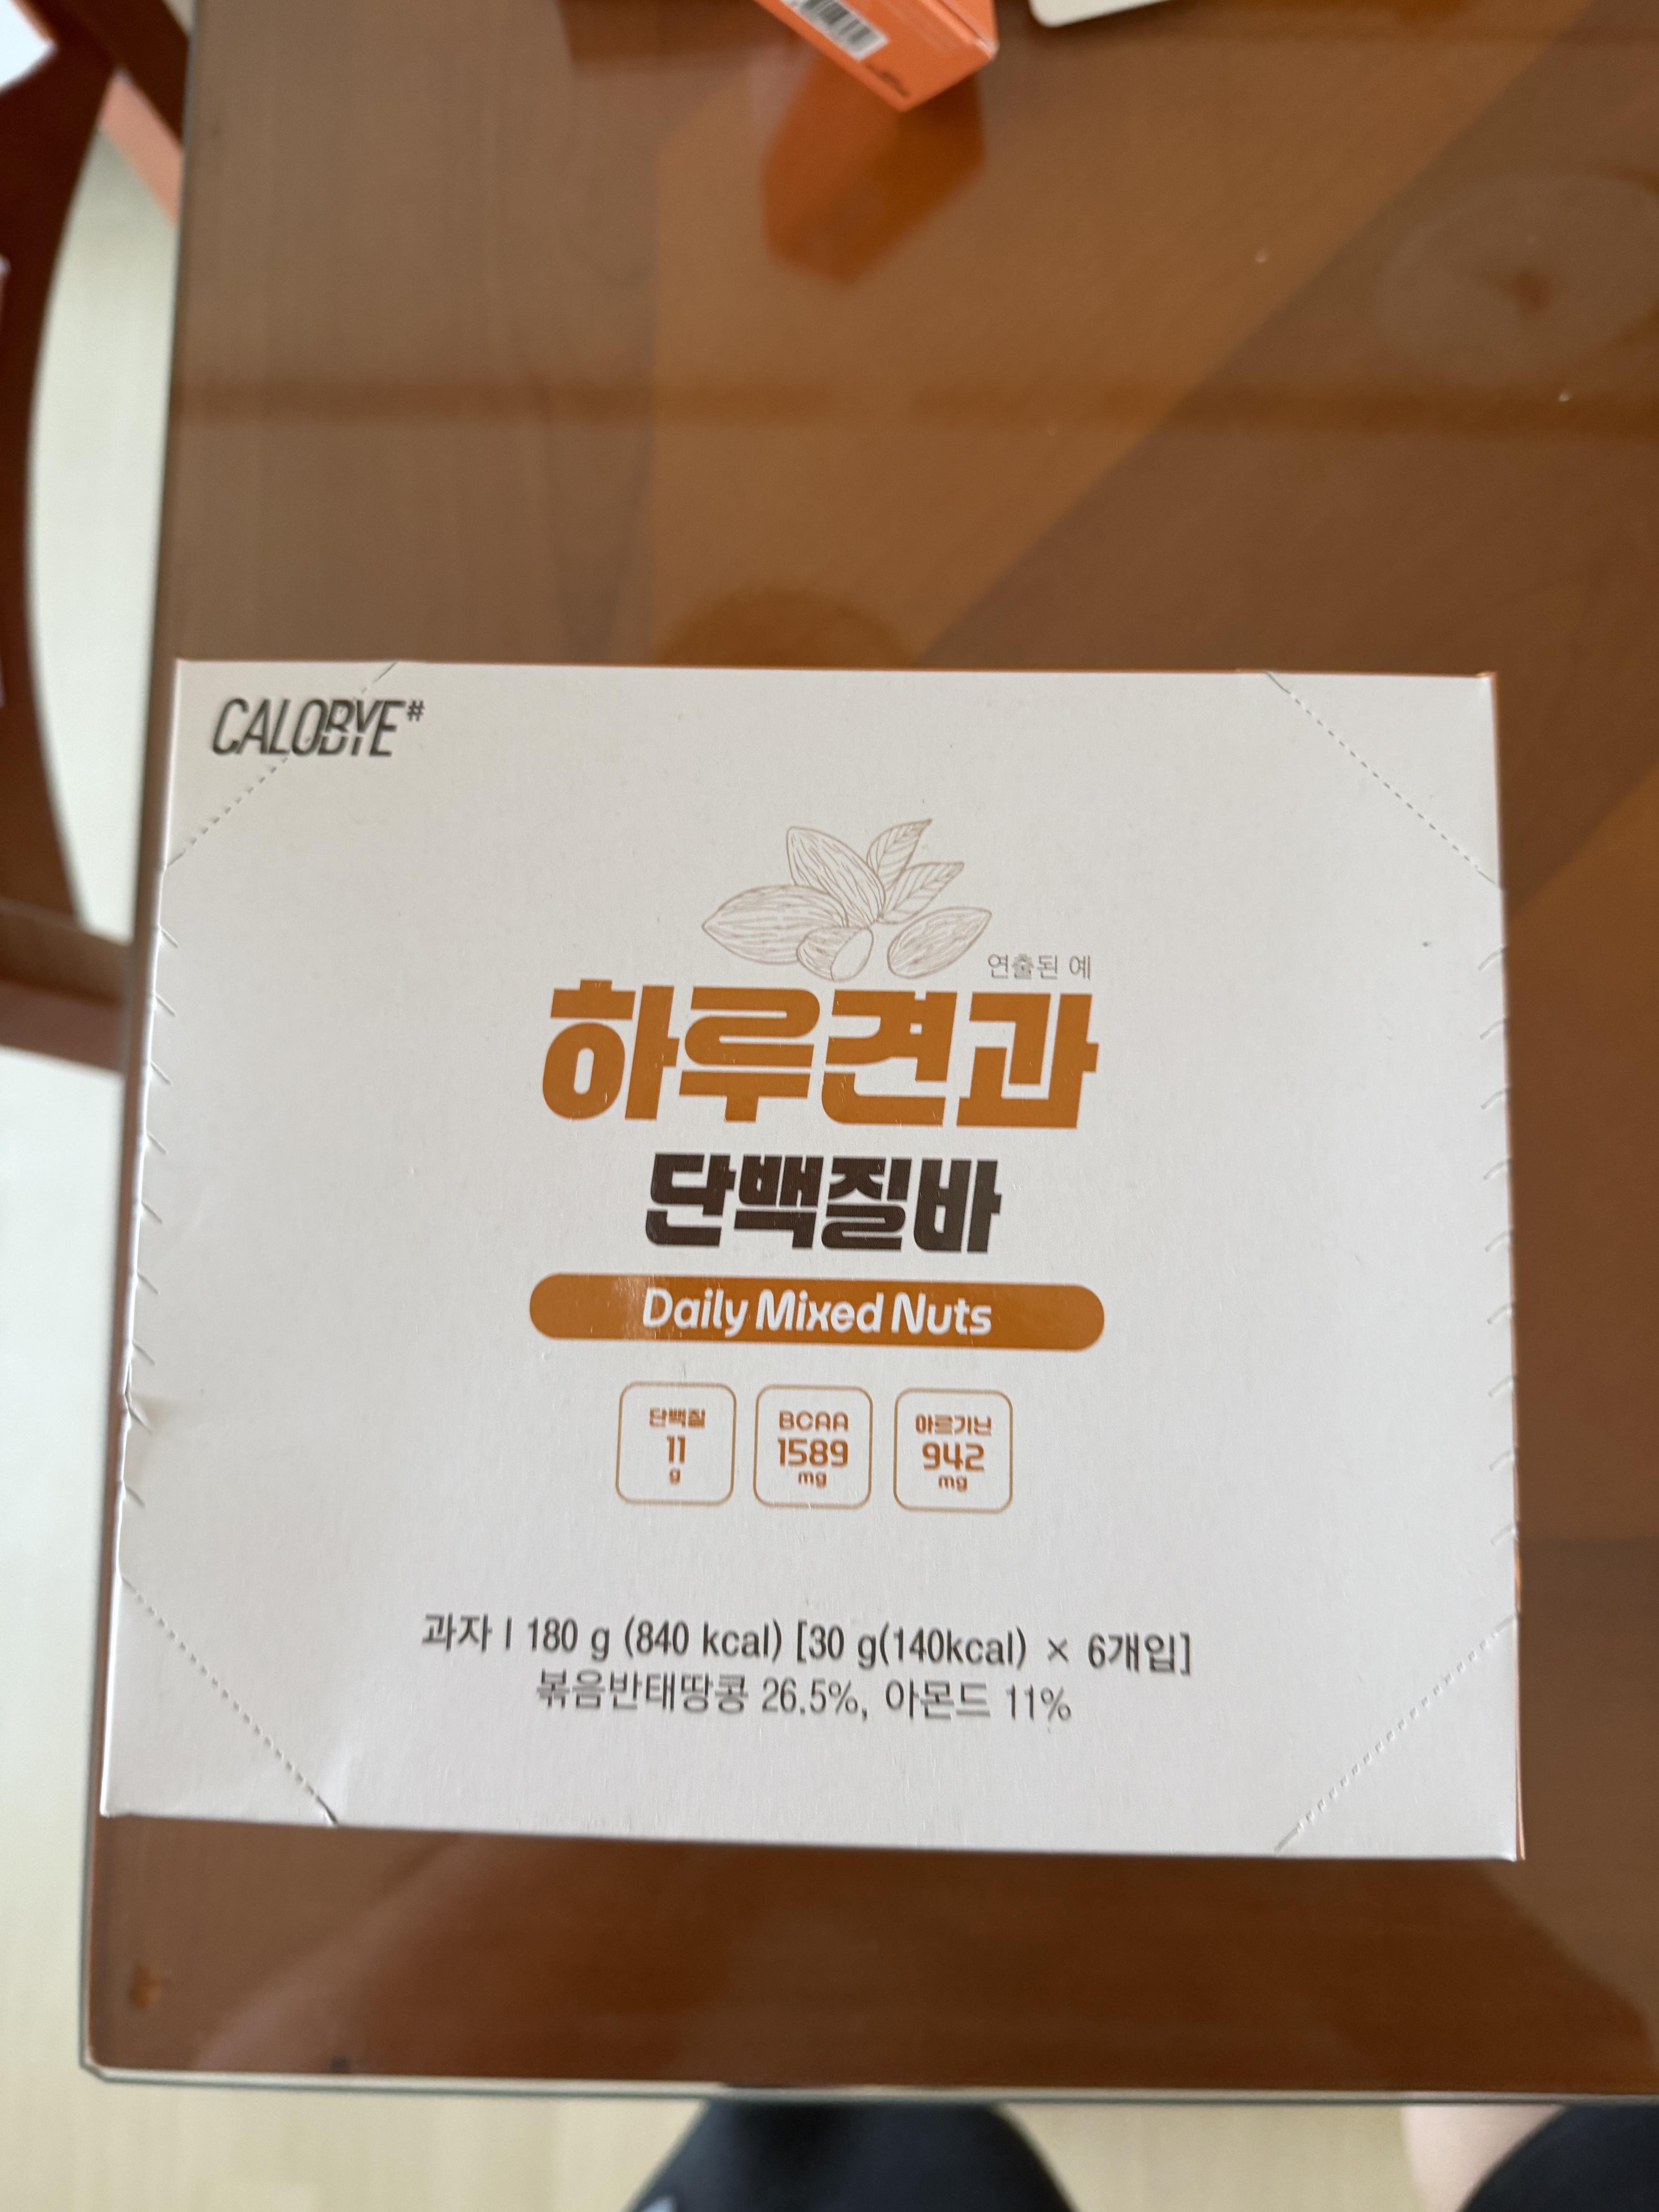 CALOBYE#
연출된 예
하루견과
단백질바
Daily Mixed Nuts
단백질
11
g
BCAA
1589
mg
아르기닌
942
mg
과자 I 180 g (840 kcal) [30 g(140kcal) × 6개입]
볶음반태땅콩 26.5%, 아몬드 11%